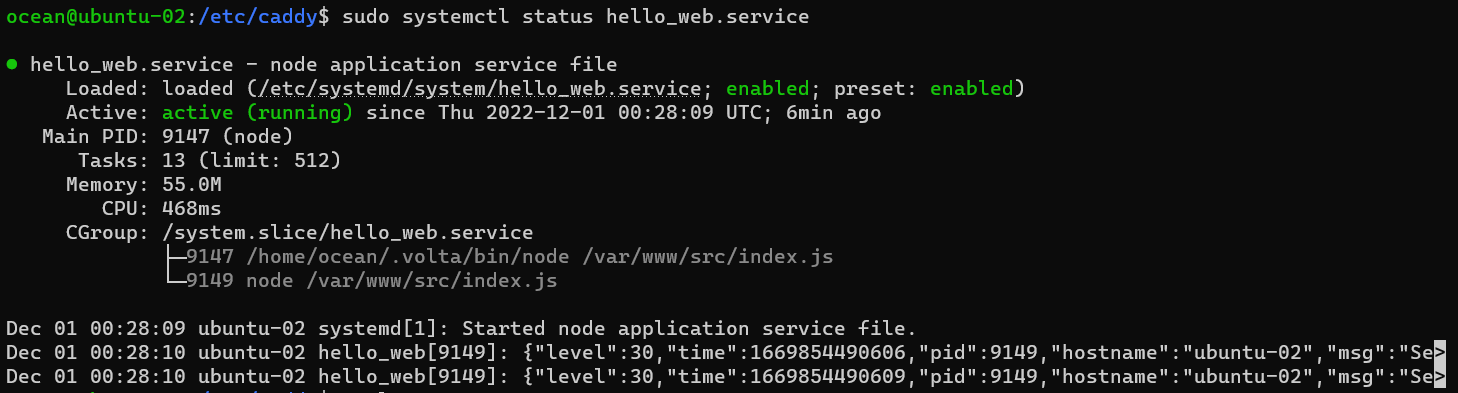 ocean@ubuntu-02:/etc/caddy$ sudo systemctl status hello_web.service
● hello_web.service - node application service file
Loaded: loaded (/etc/systemd/system/hello_web.service; enabled; preset: enabled)
Active: active (running) since Thu 2022-12-01 00:28:09 UTC; 6min ago
Main PID: 9147 (node)
Tasks: 13 (limit: 512)
Memory: 55.0M
CPU: 468ms
CGroup: /system.slice/hello_web.service
├─9147 /home/ocean/.volta/bin/node /var/www/src/index.js
└─9149 node /var/www/src/index.js
Dec 01 00:28:09 ubuntu-02 systemd[1]: Started node application service file.
Dec 01 00:28:10 ubuntu-02 hello_web[9149]: {"level":30,"time":1669854490606,"pid":9149,"hostname":"ubuntu-02","msg":"Se>
Dec 01 00:28:10 ubuntu-02 hello_web[9149]: {"level":30,"time":1669854490609,"pid":9149,"hostname":"ubuntu-02","msg":"Se>